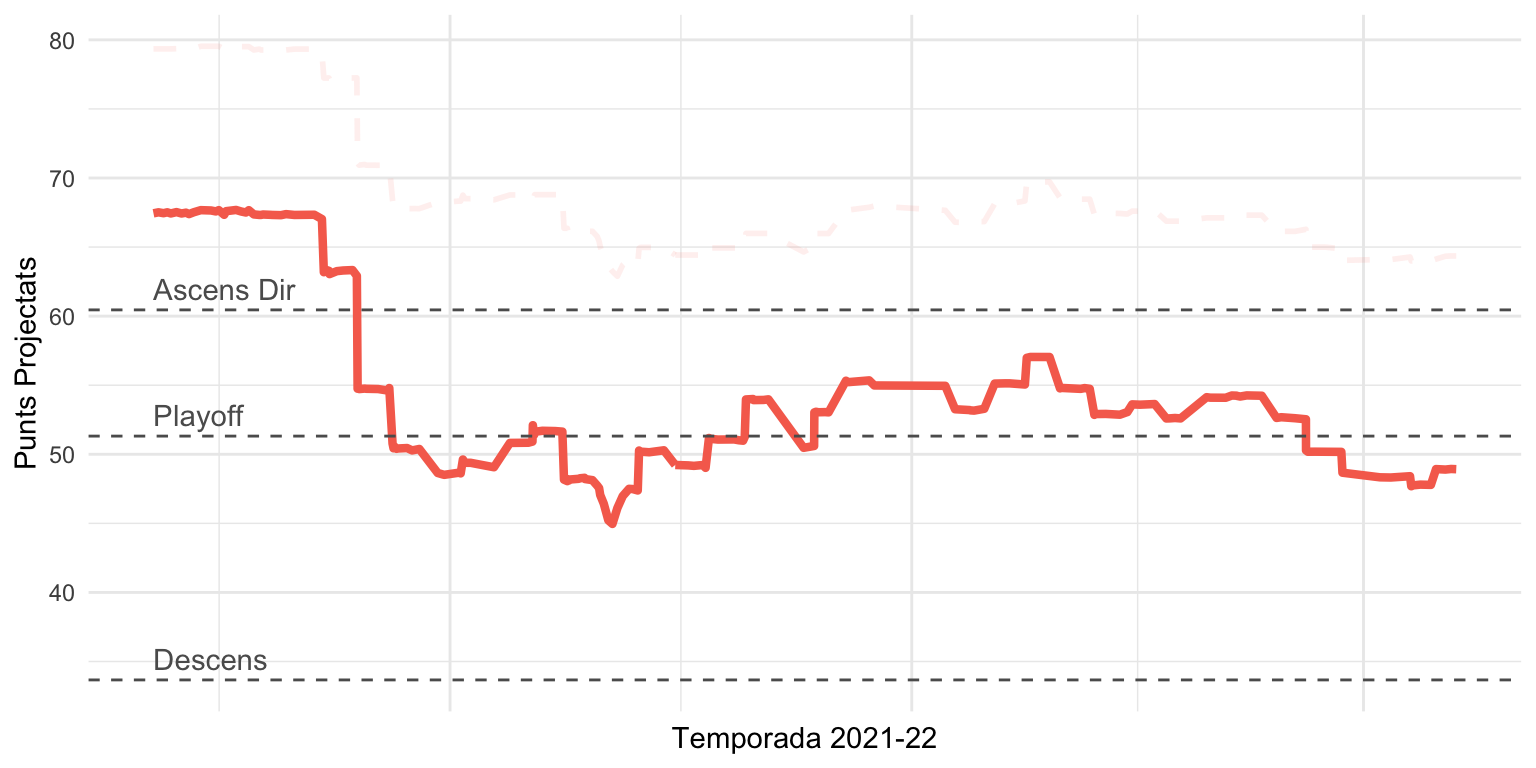 80
70
60
50
40
Punts Projectats
Ascens Dir
Playoff
Descens
Temporada 2021-22